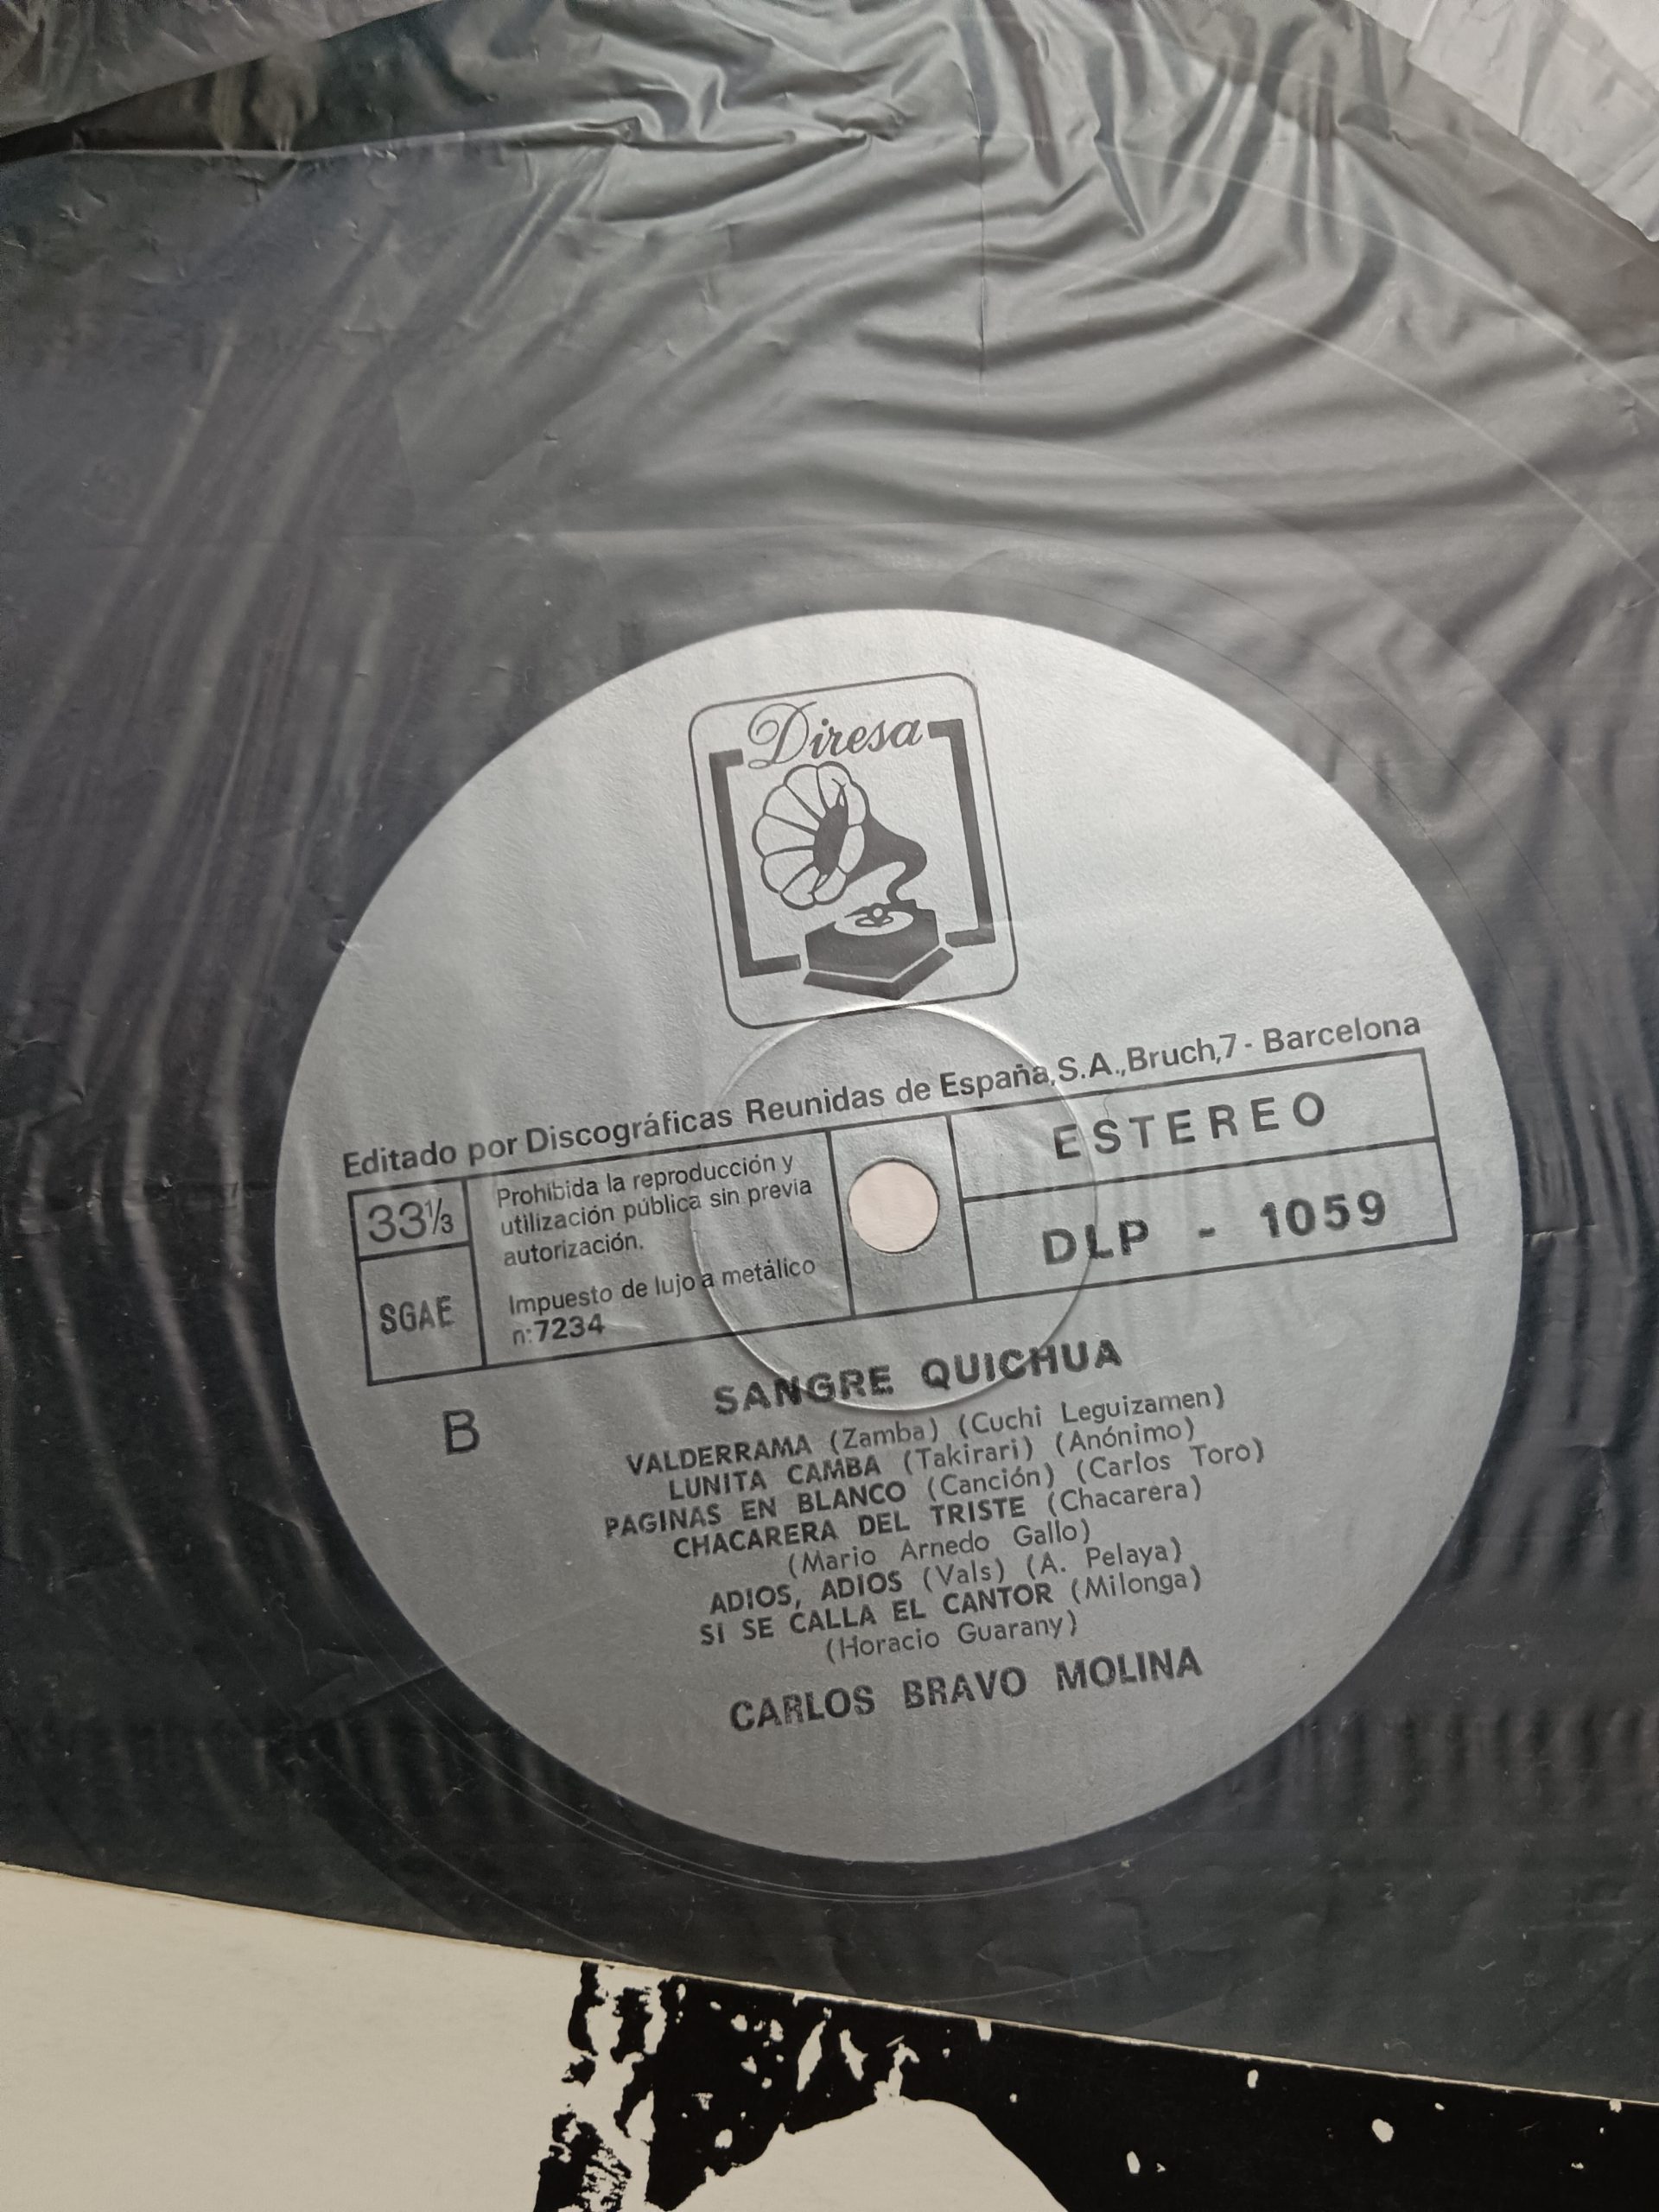 Diresa
Editado por Discográficas Reunidas de España,S.A.,Bruch,7 - Barcelona
33⅓
SGAE
Prohibida la reproducción y
utilización pública sin previa
autorización.
Impuesto de lujo a metálico
n:7234
ESTEREO
DLP - 1059
B
SANGRE QUICHUA
VALDERRAMA (Zamba) (Cuchi Leguizamen)
LUNITA CAMBA (Takirari) (Anónimo)
PAGINAS EN BLANCO (Canción) (Carlos Toro)
CHACARERA DEL TRISTE (Chacarera)
(Mario Arnedo Gallo)
ADIOS, ADIOS (Vals) (A. Pelaya)
SI SE CALLA EL CANTOR (Milonga)
(Horacio Guarany)
CARLOS BRAVO MOLINA